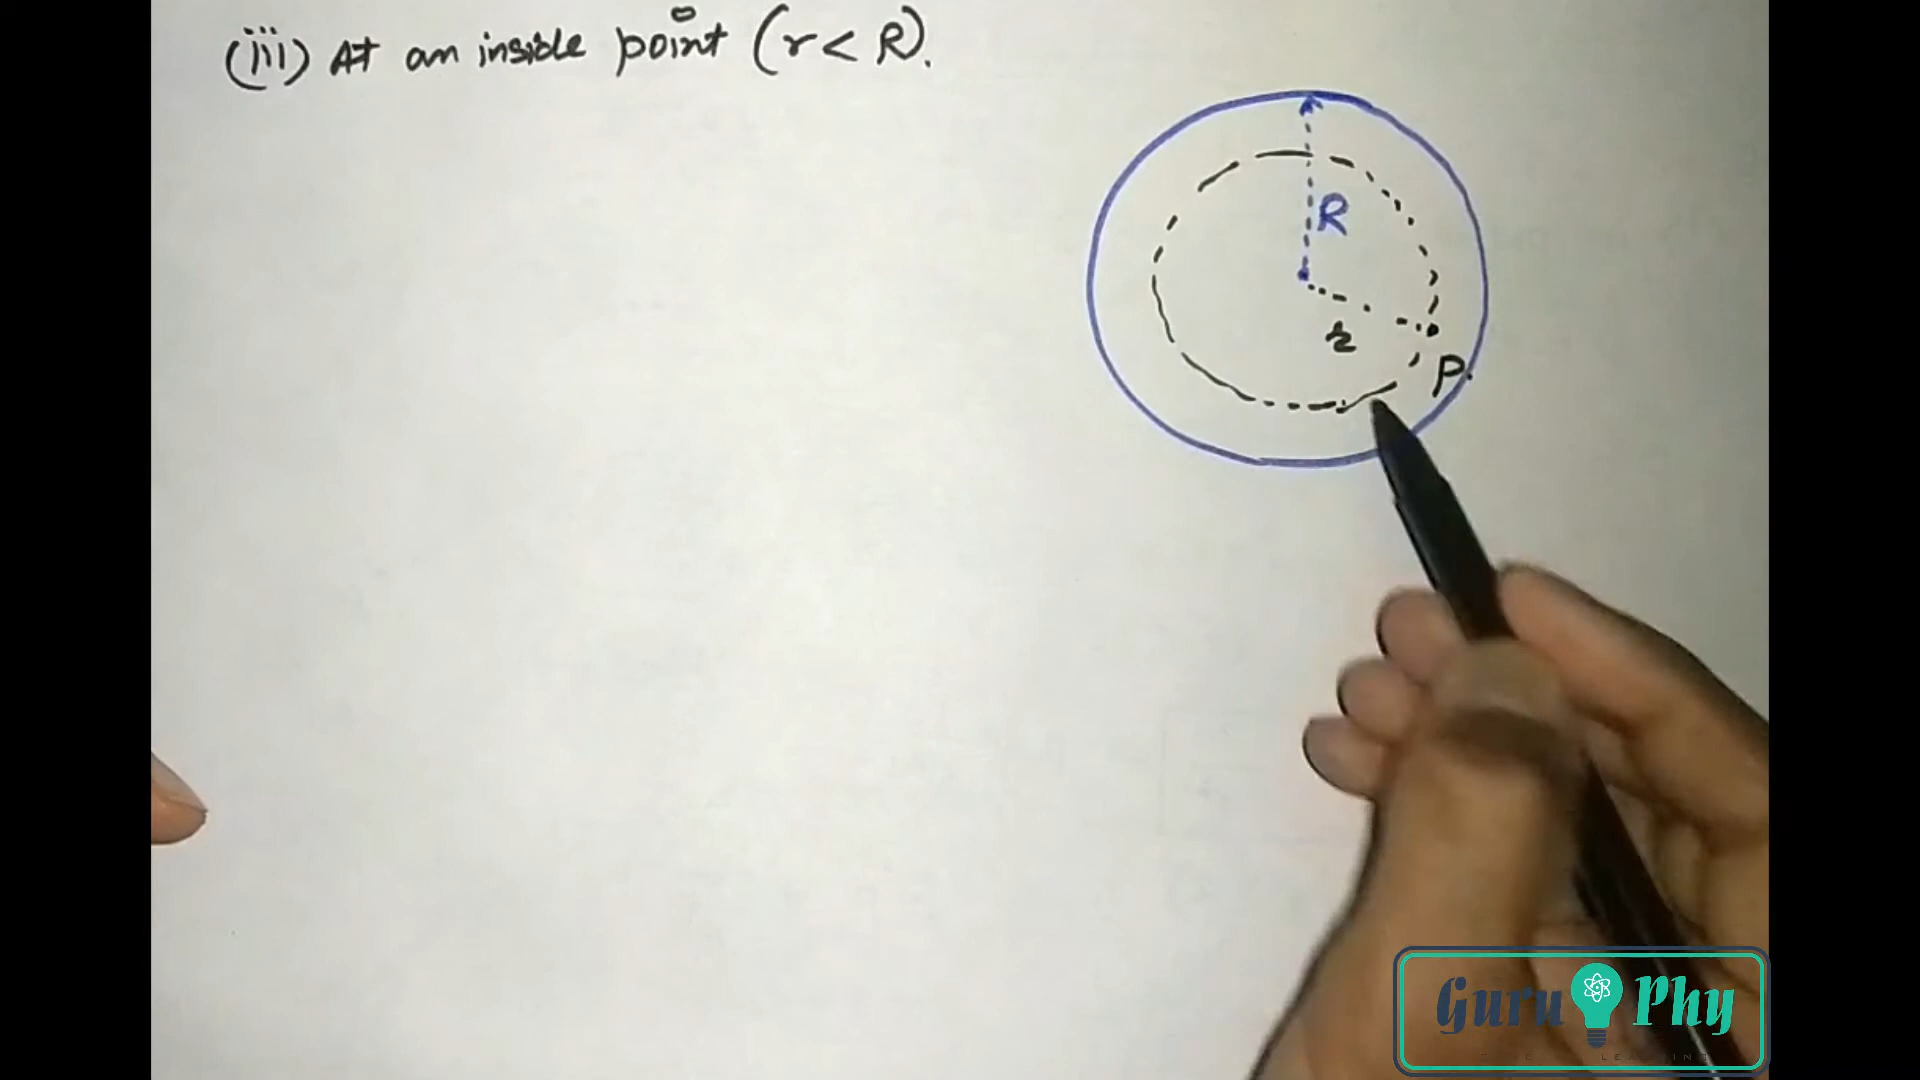 (iii) At an inside point (r < R).
R
r
P.
Guru Phy